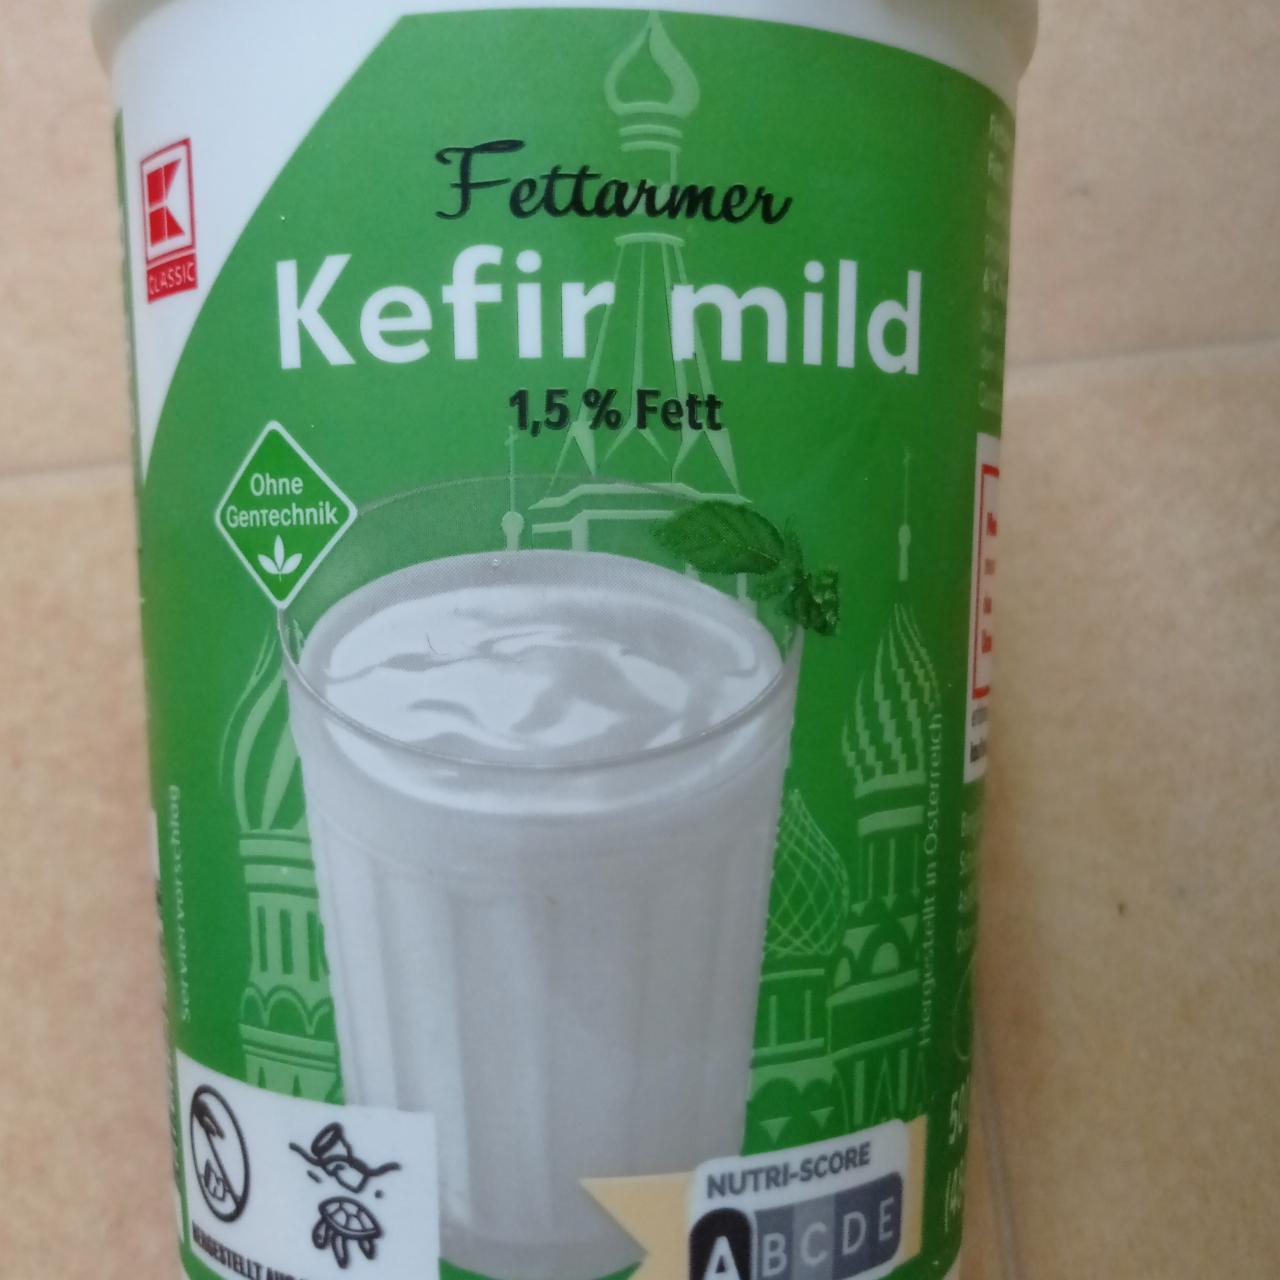 K
CLASSIC
Fettarmer
Kefir mild
1,5 % Fett
Ohne
GenTechnik
Serviervorschlag
Hergestellt in Österreich
NUTRI-SCORE
A B C D E